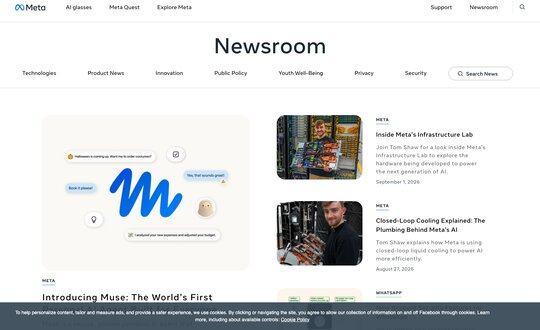 Meta
AI glasses
Meta Quest
Explore Meta
Support
Newsroom
Newsroom
Technologies
Product News
Innovation
Public Policy
Youth Well-Being
Privacy
Security
Search News
Halloween is coming up. Want me to order costumes?
Book it please!
Yes, that sounds great!
I analyzed your new expenses and adjusted your budget.
META
Introducing Muse: The World's First
META
Inside Meta's Infrastructure Lab
Join Tom Shaw for a look inside Meta's
Infrastructure Lab to explore the
hardware being developed to power
the next generation of AI.
September 1, 2026
META
Closed-Loop Cooling Explained: The
Plumbing Behind Meta's AI
Tom Shaw explains how Meta is using
closed-loop liquid cooling to power AI
more efficiently.
August 27, 2026
WHATSAPP
To help personalize content, tailor and measure ads, and provide a safer experience, we use cookies. By clicking or navigating the site, you agree to allow our collection of information on and off Facebook through cookies. Learn
more, including about available controls: Cookie Policy